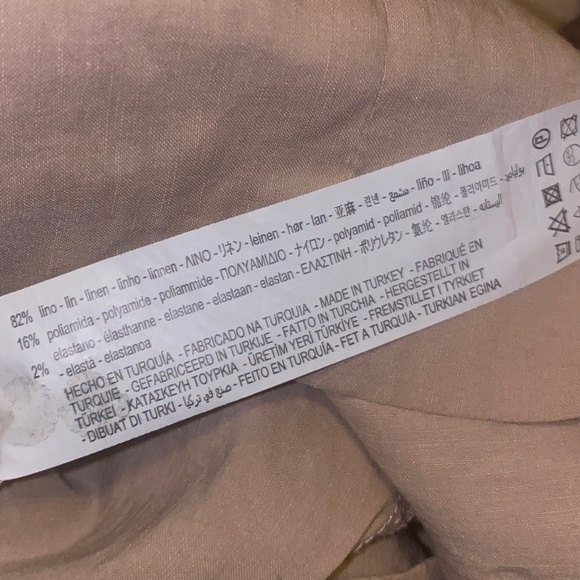 82% lino - lin - linen - linho - linnen - ΛΙΝΟ - リネン - leinen - hør - lan - 亚麻 - 린넨 - مشمع - liño - lli - lihoa
16% poliamida - polyamide - poliammide - ΠΟΛΥΑΜΙΔΙΟ - ナイロン - polyamid - poliamid - 锦纶 - 폴리아미드 - بوليامايد
2% elastano - elasthanne - elastane - elastaan - elastan - ΕΛΑΣΤΙΝΗ - ポリウレタン - 氨纶 - 엘라스탄 - الياستان
- elastà - elastanoa
HECHO EN TURQUÍA - FABRICADO NA TURQUIA - MADE IN TURKEY - FABRIQUÉ EN
TURQUIE - GEFABRICEERD IN TURKIJE - FATTO IN TURCHIA - HERGESTELLT IN
TÜRKEI - ΚΑΤΑΣΚΕΥΗ ΤΟΥΡΚΙΑ - ÜRETİM YERİ TÜRKİYE - FREMSTILLET I TYRKIET
- DIBUAT DI TURKI - صنع في تركيا - FEITO EN TURQUÍA - FET A TURQUIA - TURKIAN EGINA